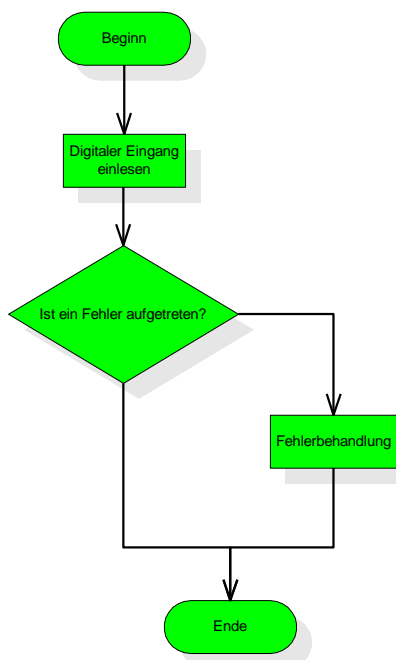 Beginn
Digitaler Eingang
einlesen
Ist ein Fehler aufgetreten?
Fehlerbehandlung
Ende